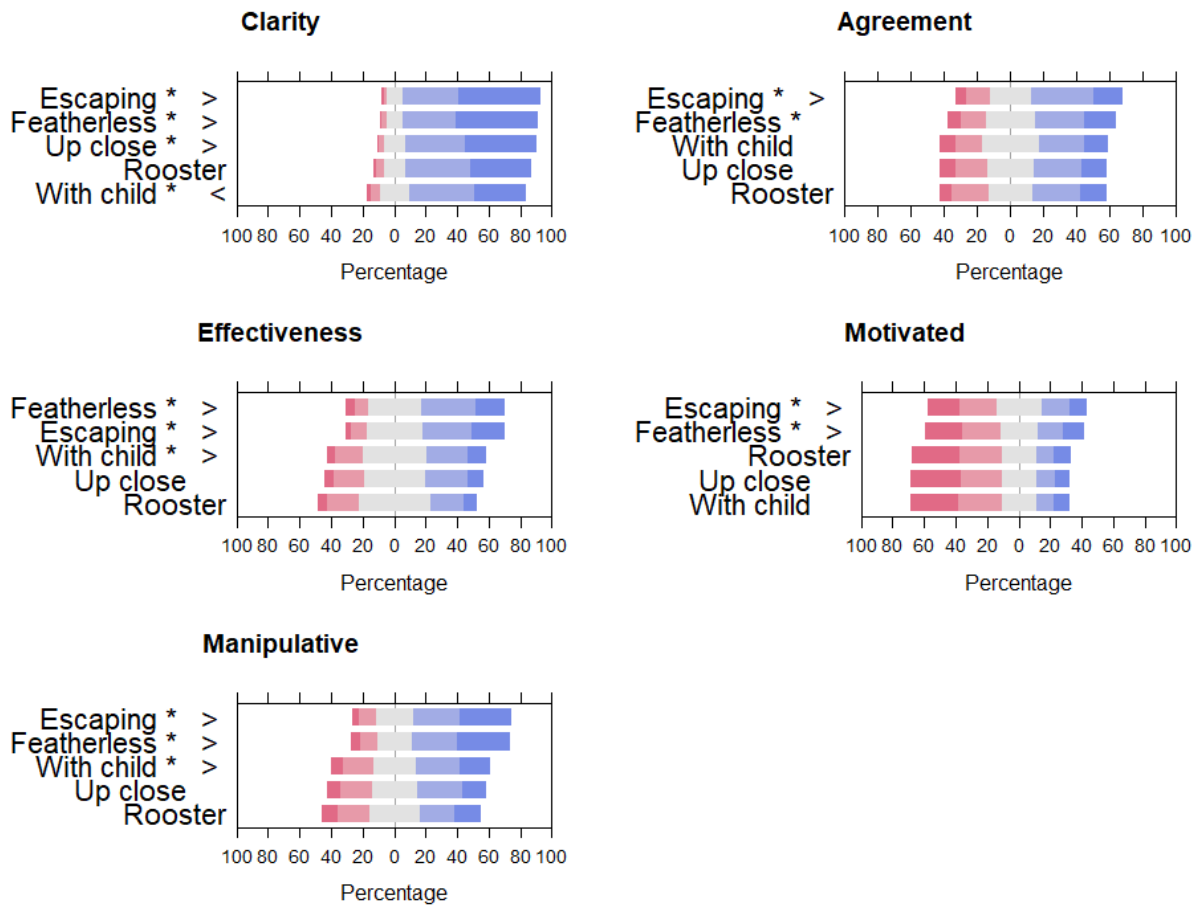 Clarity
Escaping * >
Featherless * >
Up close * >
Rooster
With child * <
100 80 60 40 20 0 20 40 60 80 100
Percentage
Agreement
Escaping * >
Featherless *
With child
Up close
Rooster
100 80 60 40 20 0 20 40 60 80 100
Percentage
Effectiveness
Featherless * >
Escaping * >
With child * >
Up close
Rooster
100 80 60 40 20 0 20 40 60 80 100
Percentage
Motivated
Escaping * >
Featherless * >
Rooster
Up close
With child
100 80 60 40 20 0 20 40 60 80 100
Percentage
Manipulative
Escaping * >
Featherless * >
With child * >
Up close
Rooster
100 80 60 40 20 0 20 40 60 80 100
Percentage